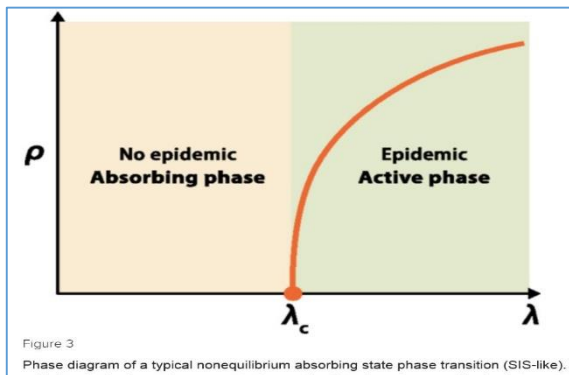 ρ
No epidemic
Absorbing phase
Epidemic
Active phase
λc
λ
Figure 3
Phase diagram of a typical nonequilibrium absorbing state phase transition (SIS-like).